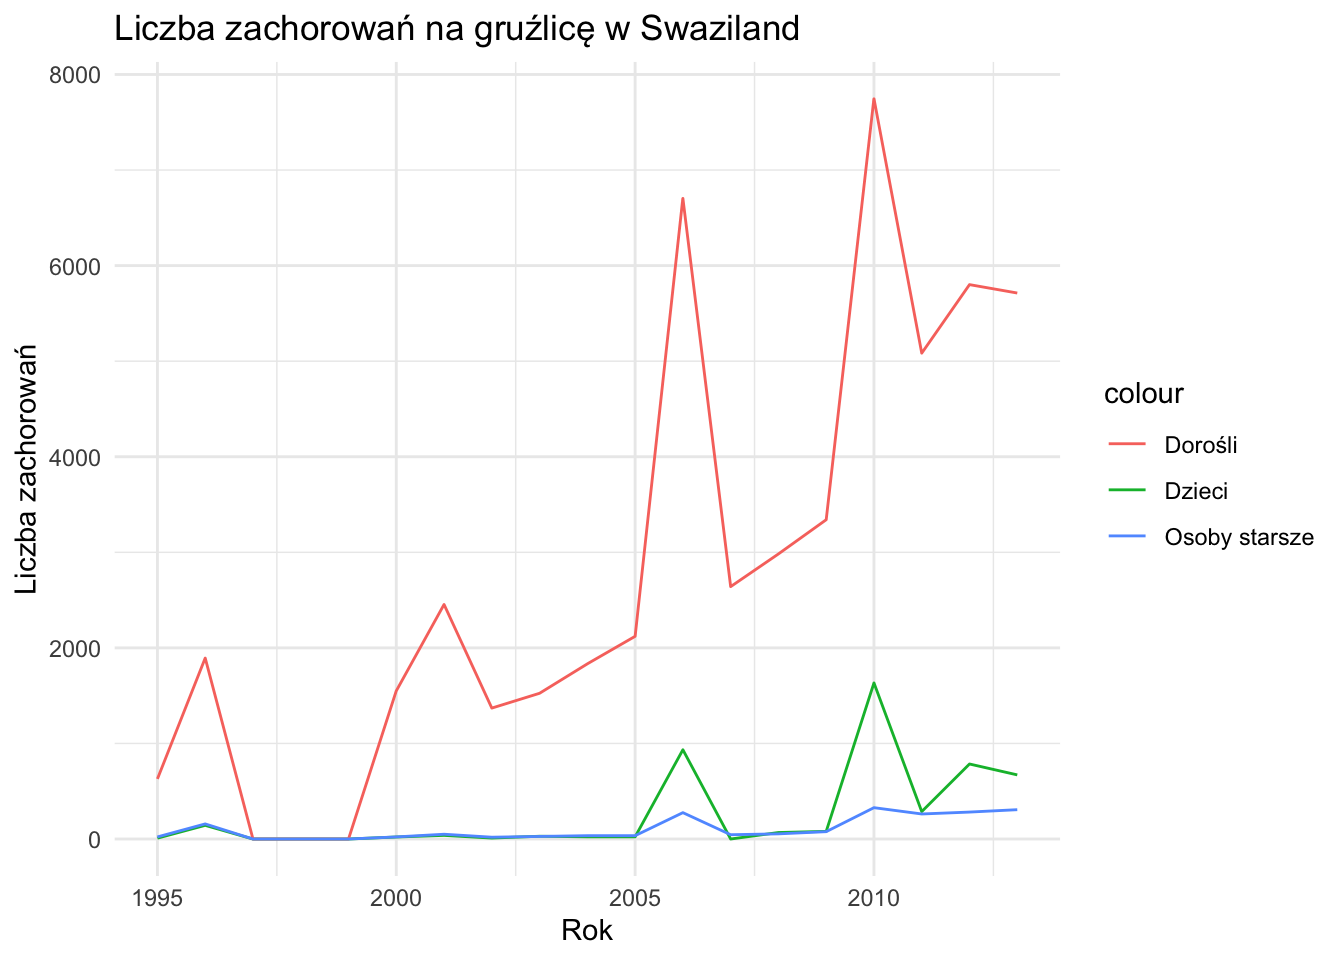 Liczba zachorowań na gruźlicę w Swaziland
8000
6000
4000
2000
0
Liczba zachorowań
1995
2000
2005
2010
Rok
colour
Dorośli
Dzieci
Osoby starsze